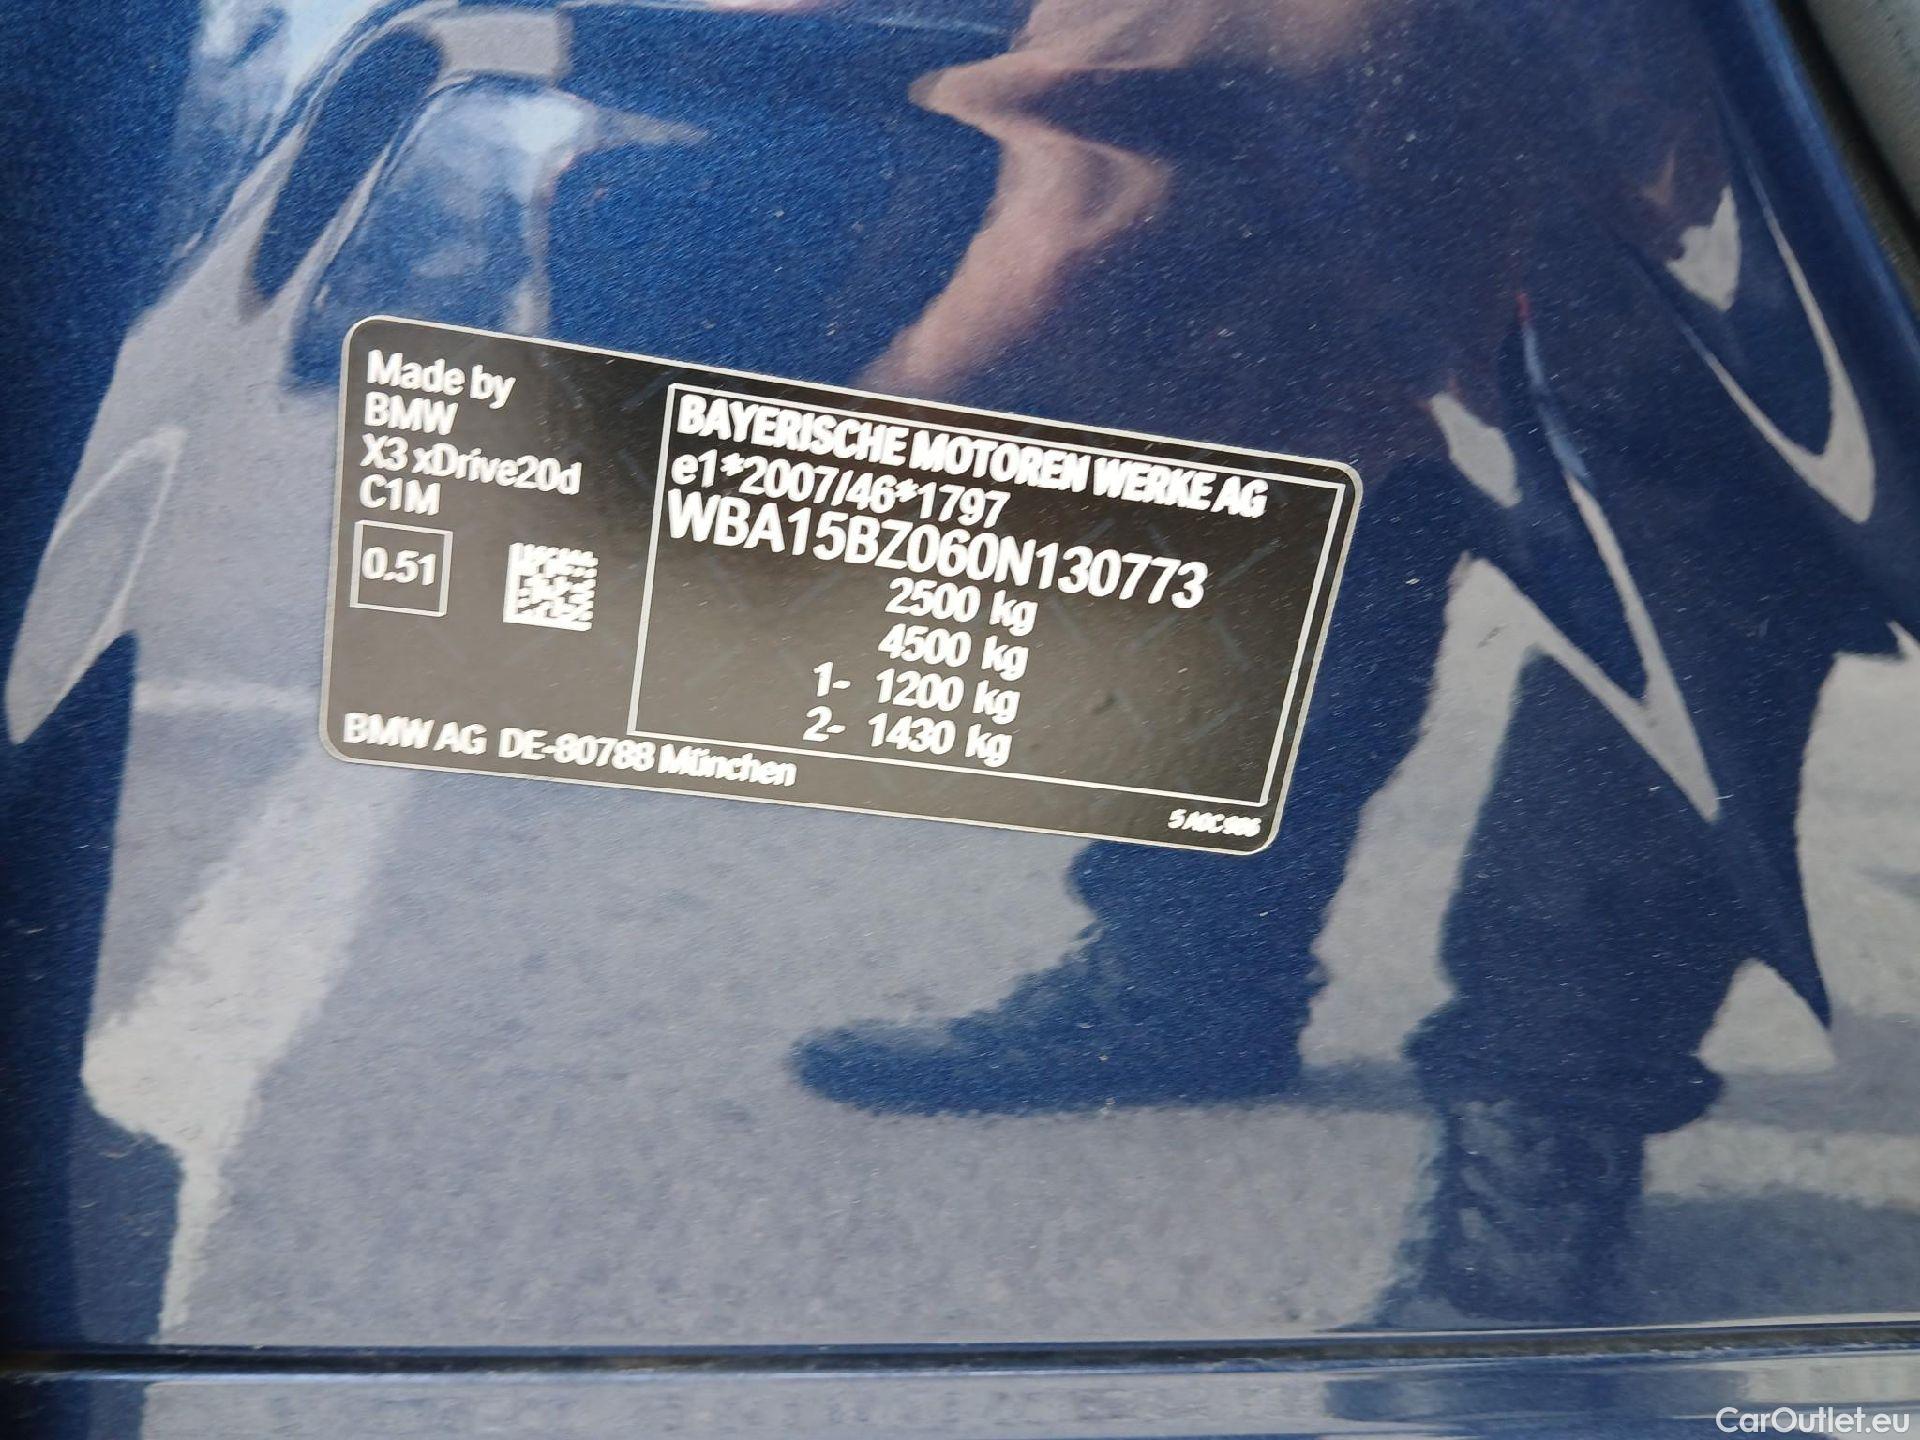 Made by
BMW
X3 xDrive20d
C1M
0.51
BMW AG DE-80788 München
BAYERISCHE MOTOREN WERKE AG
e1*2007/46*1797
WBA15BZ060N130773
2500 kg
4500 kg
1- 1200 kg
2- 1430 kg
CarOutlet.eu